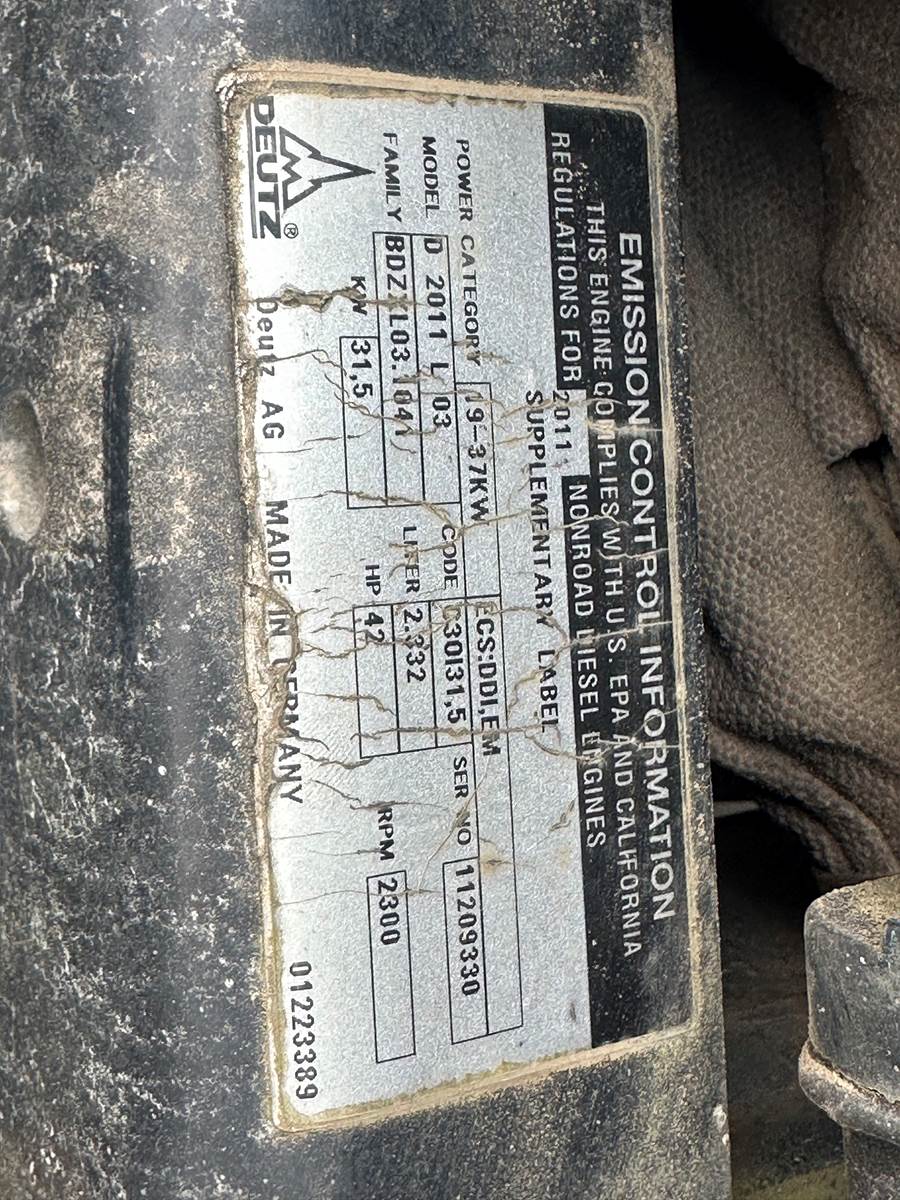 EMISSION CONTROL INFORMATION
THIS ENGINE COMPLIES WITH U.S. EPA AND CALIFORNIA
REGULATIONS FOR 2011 NONROAD DIESEL ENGINES
SUPPLEMENTARY LABEL
POWER CATEGORY 19-37KW ECS:DDI,EM
MODEL D 2011 L 03 CODE C30I31,5 SER NO 11209330
FAMILY BDZXL03.1041 LITER 2.332
KW 31,5 HP 42 RPM 2300
DEUTZ® Deutz AG MADE IN GERMANY 01223389